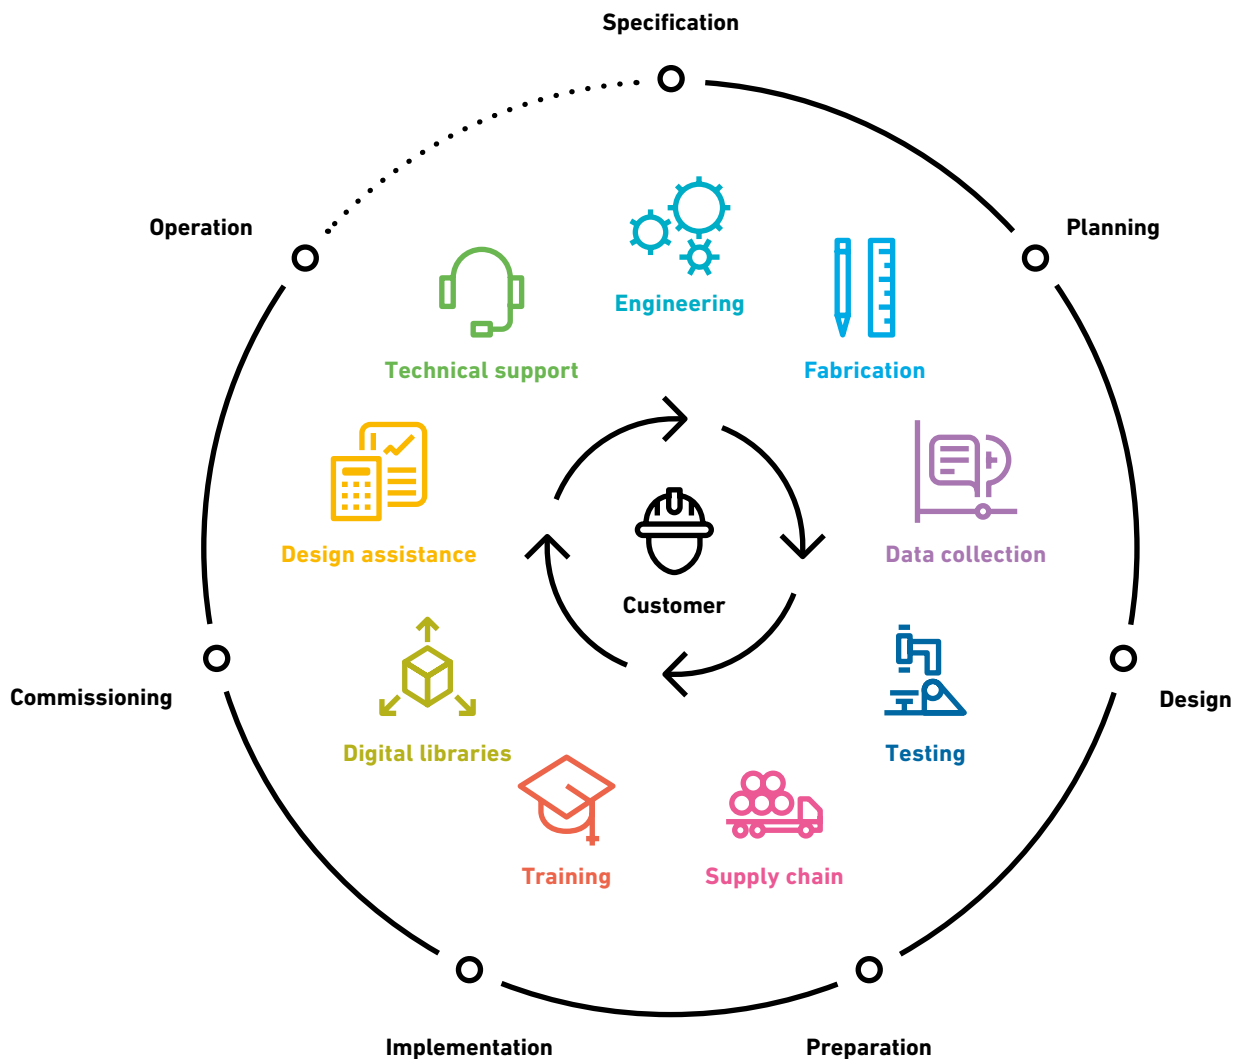 Specification
Operation
Planning
Engineering
Technical support
Fabrication
Design assistance
Data collection
Customer
Commissioning
Design
Digital libraries
Testing
Training
Supply chain
Implementation
Preparation